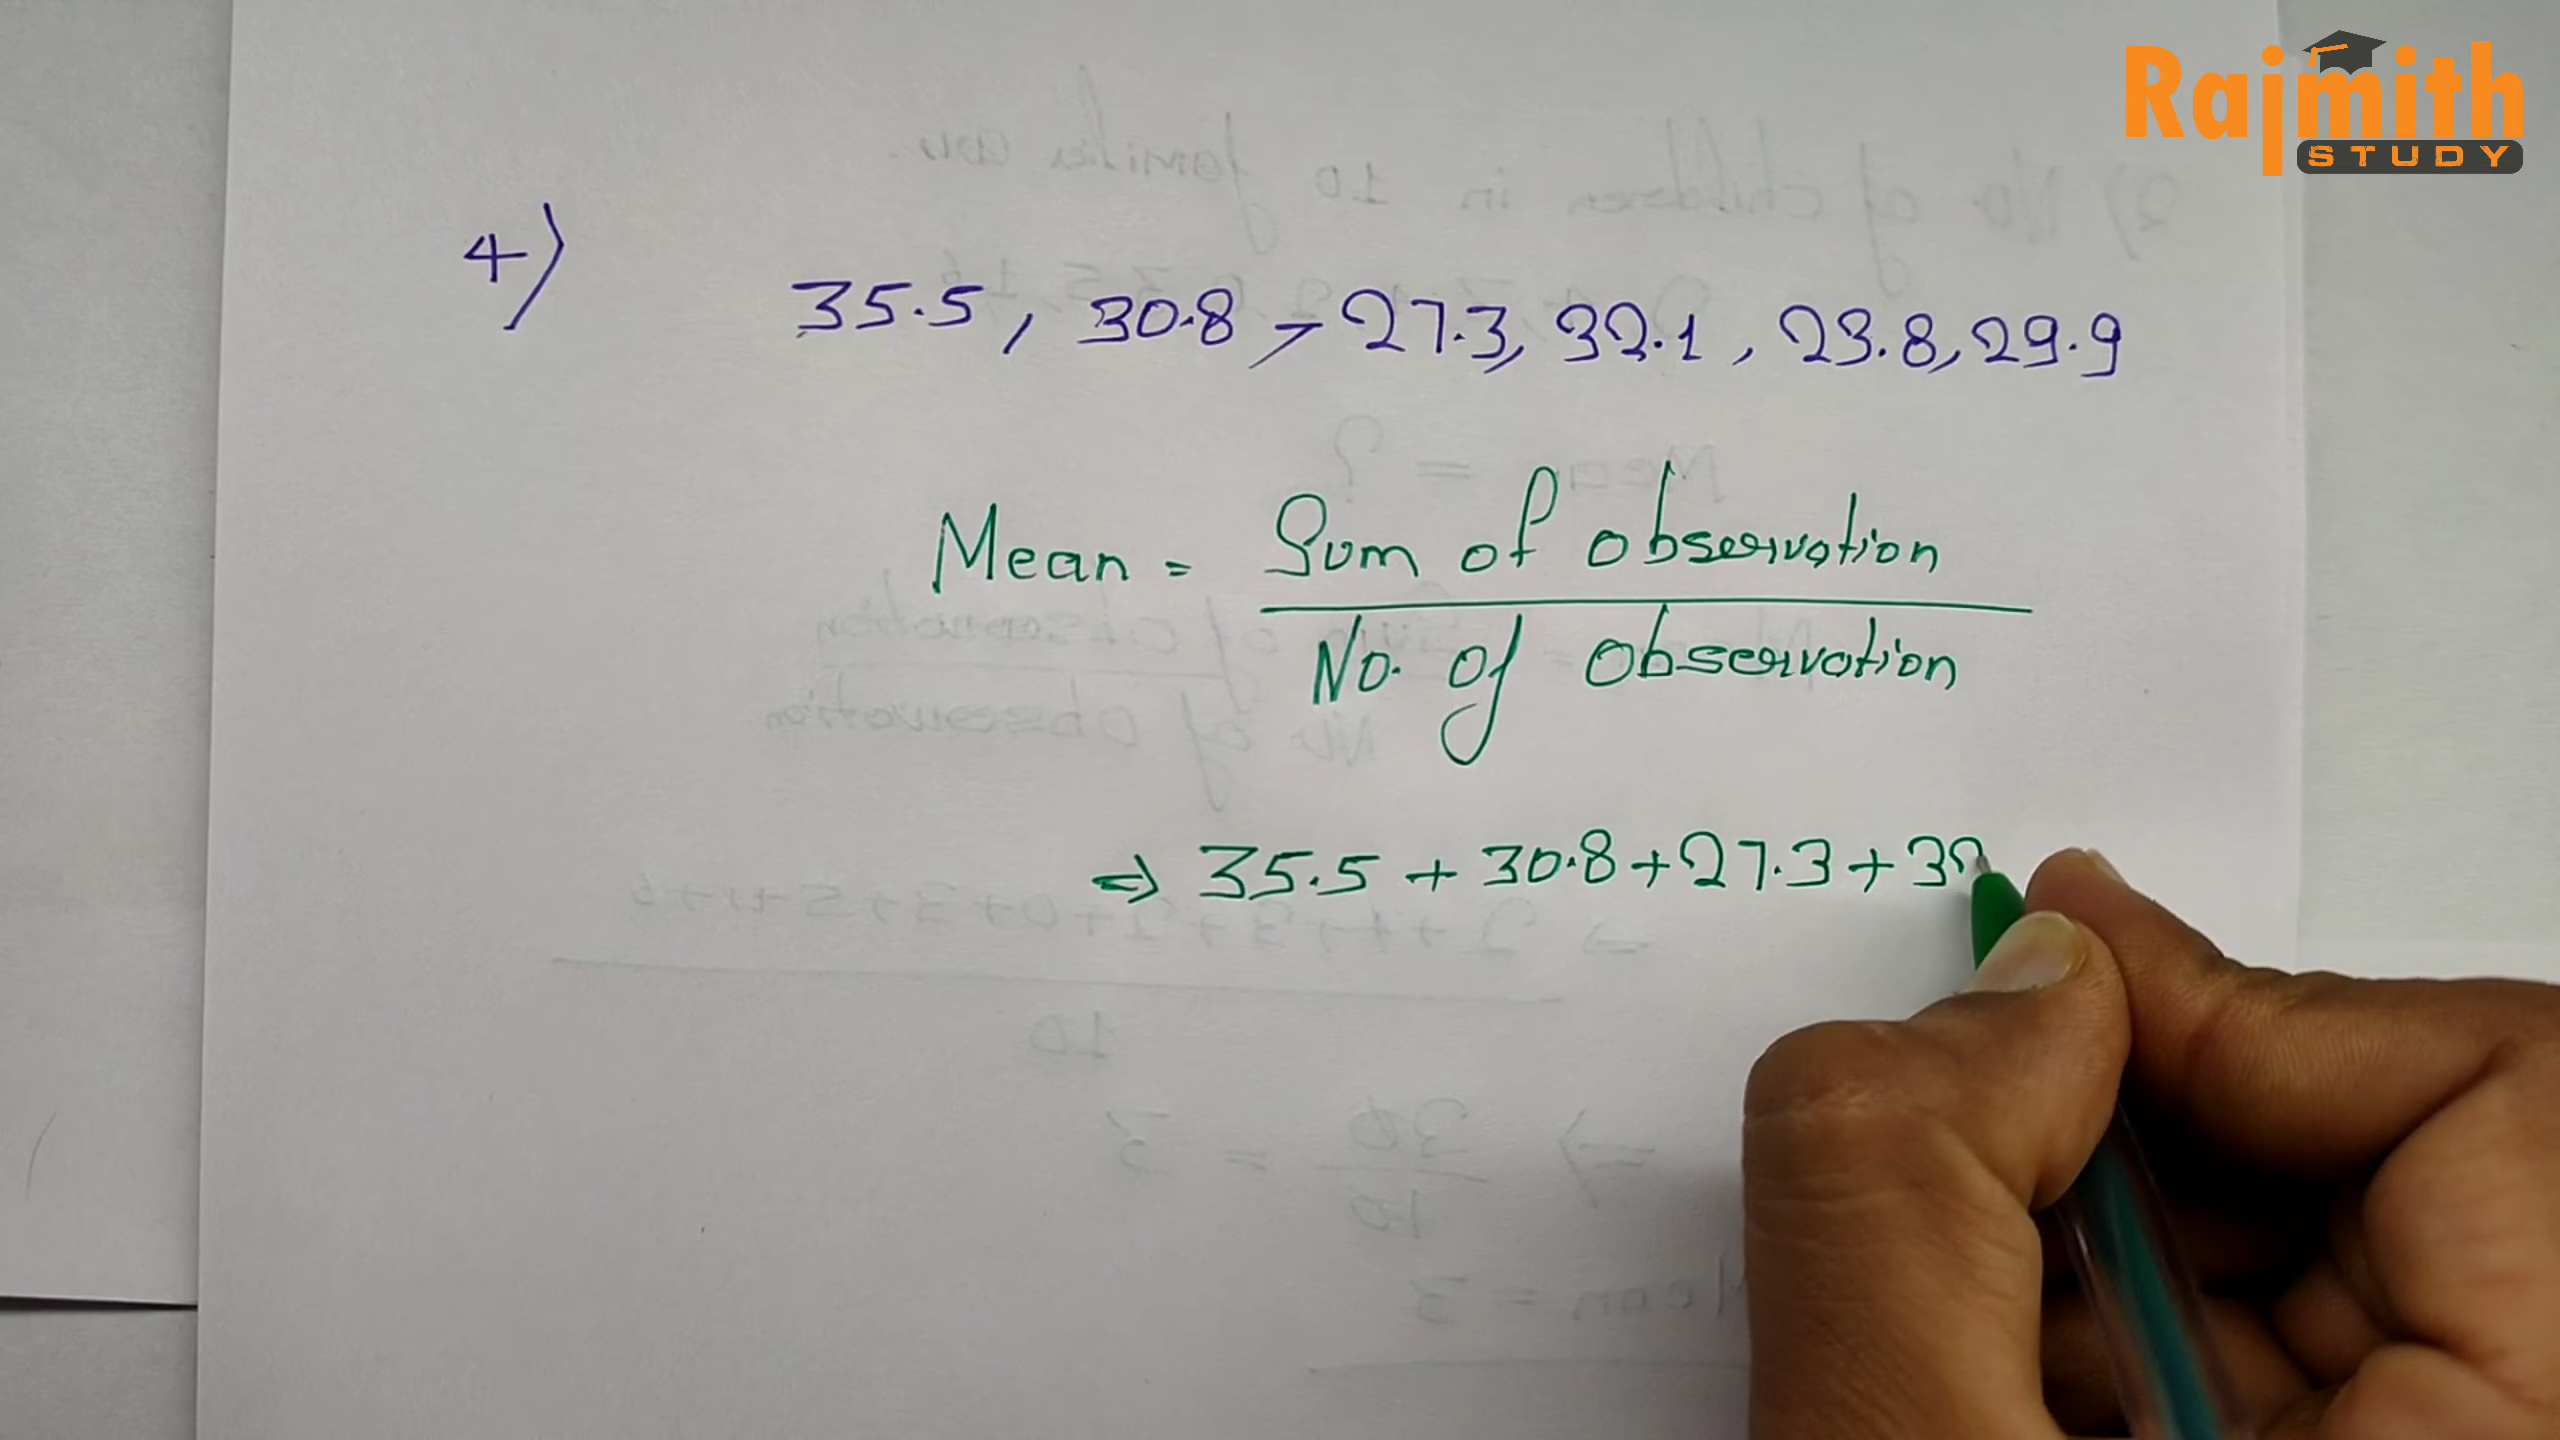 Rajmith
STUDY
4) 35.5, 30.8, 27.3, 32.1, 23.8, 29.9
Mean = Sum of observation
No. of Observation
⇒ 35.5 + 30.8 + 27.3 + 32